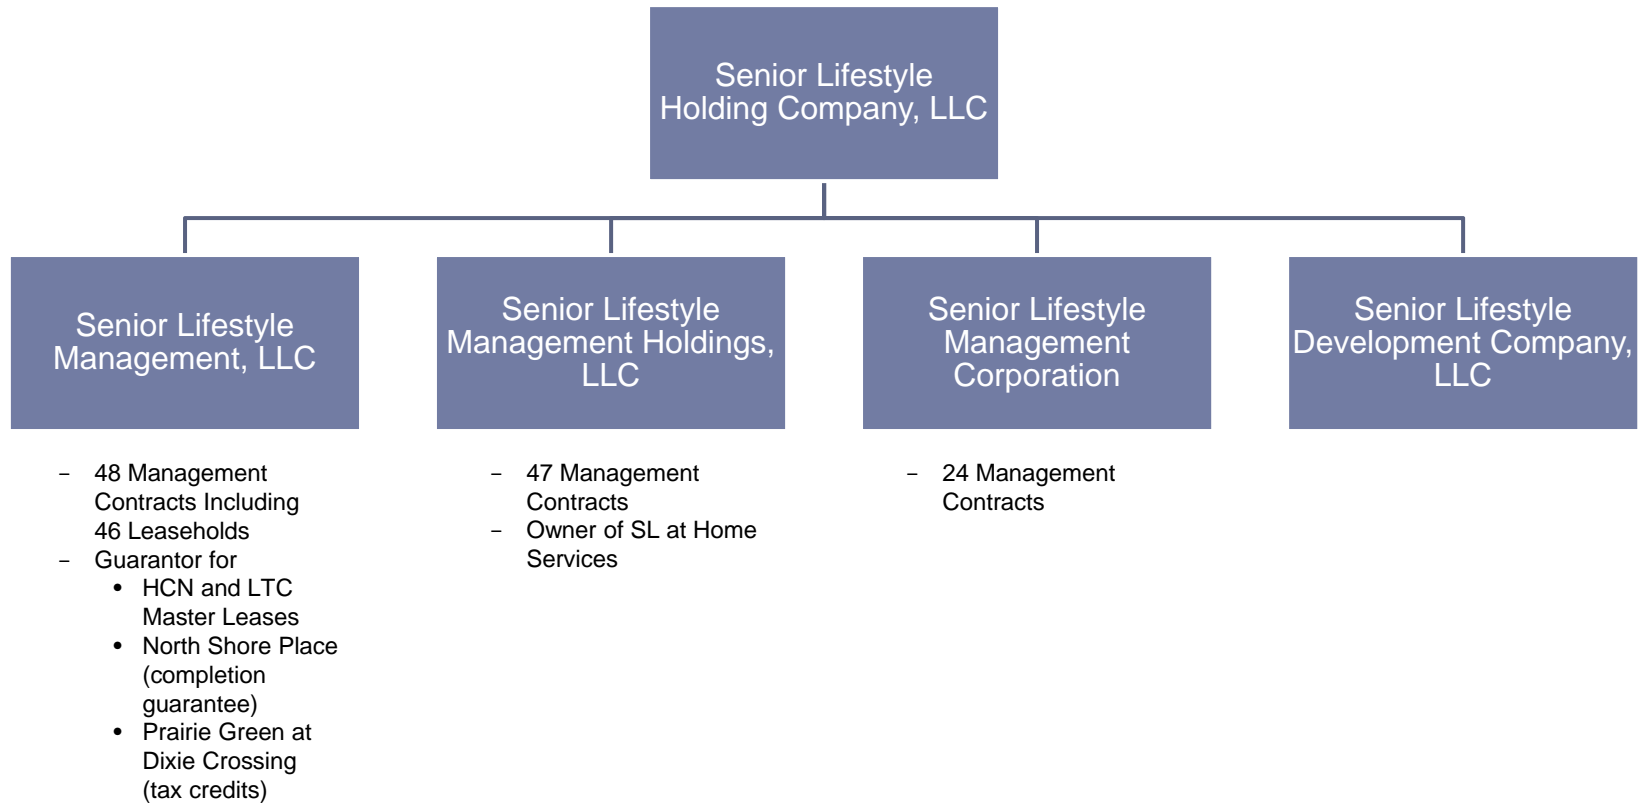 Senior Lifestyle
Holding Company, LLC
Senior Lifestyle
Management, LLC
Senior Lifestyle
Management Holdings,
LLC
Senior Lifestyle
Management
Corporation
Senior Lifestyle
Development Company,
LLC
– 48 Management
Contracts Including
46 Leaseholds
– Guarantor for
• HCN and LTC
Master Leases
• North Shore Place
(completion
guarantee)
• Prairie Green at
Dixie Crossing
(tax credits)
– 47 Management
Contracts
– Owner of SL at Home
Services
– 24 Management
Contracts